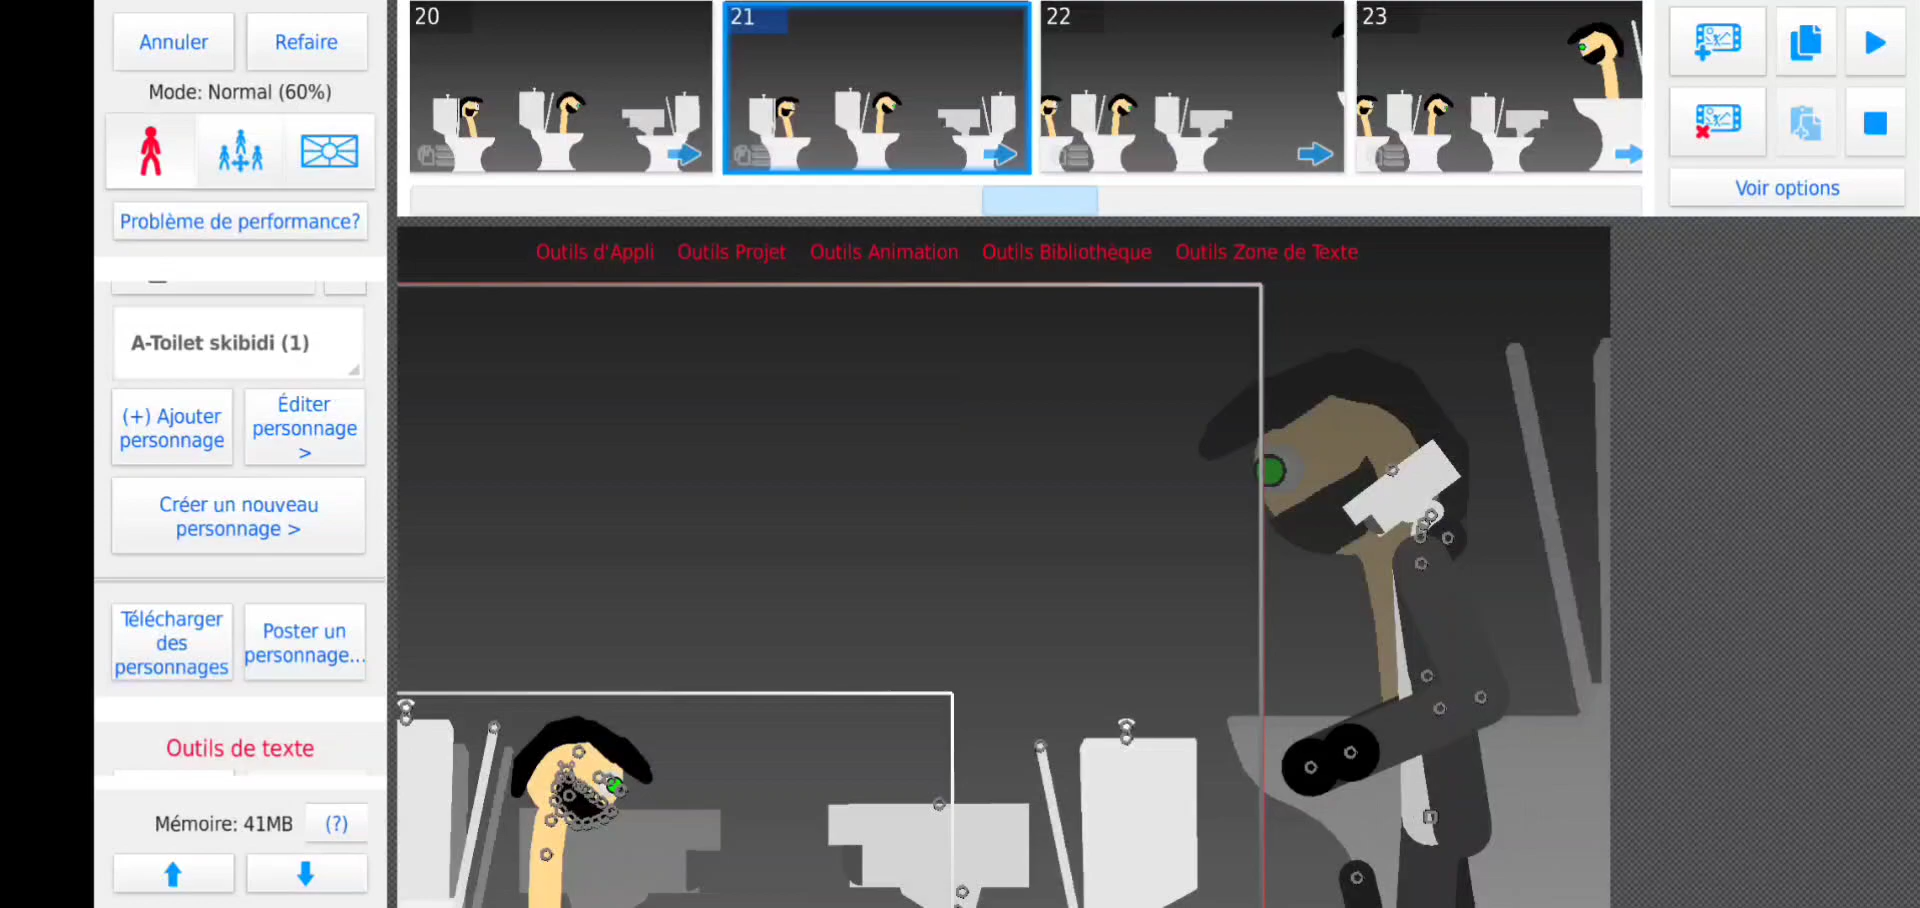 Annuler
Refaire
Mode: Normal (60%)
Problème de performance?
A-Toilet skibidi (1)
(+) Ajouter
personnage
Éditer
personnage
>
Créer un nouveau
personnage >
Télécharger
des
personnages
Poster un
personnage...
Outils de texte
Mémoire: 41MB
(?)
20
21
22
23
Voir options
Outils d'Appli
Outils Projet
Outils Animation
Outils Bibliothèque
Outils Zone de Texte